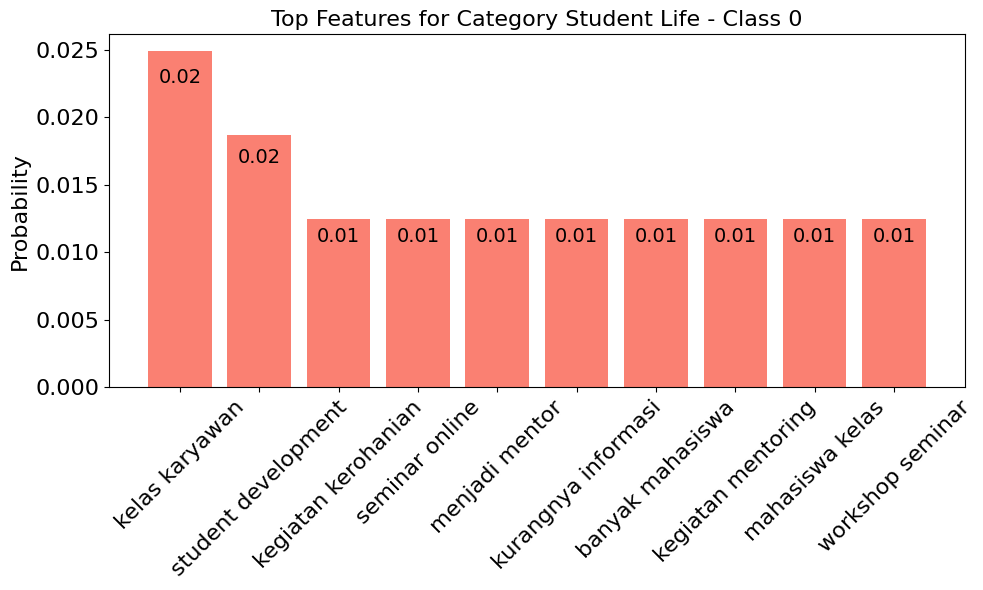 Top Features for Category Student Life - Class 0
Probability
0.025
0.020
0.015
0.010
0.005
0.000
0.02
0.02
0.01
0.01
0.01
0.01
0.01
0.01
0.01
0.01
kelas karyawan
student development
kegiatan kerohanian
seminar online
menjadi mentor
kurangnya informasi
banyak mahasiswa
kegiatan mentoring
mahasiswa kelas
workshop seminar